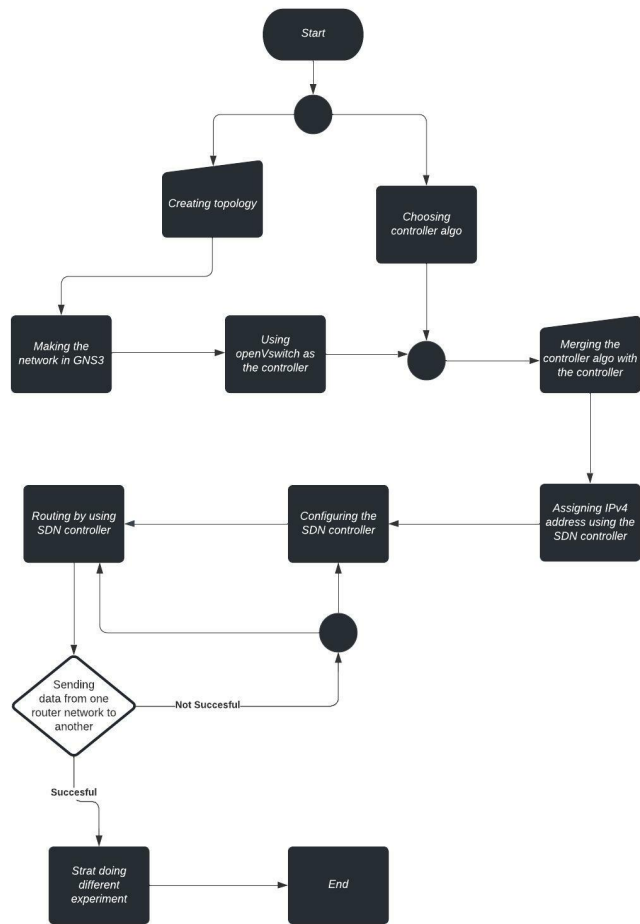 Start
Creating topology
Choosing
controller algo
Making the
network in GNS3
Using
openVswitch as
the controller
Merging the
controller algo with
the controller
Routing by using
SDN controller
Configuring the
SDN controller
Assigning IPv4
address using the
SDN controller
Sending
data from one
router network to
another
Not Succesful
Succesful
Strat doing
different
experiment
End